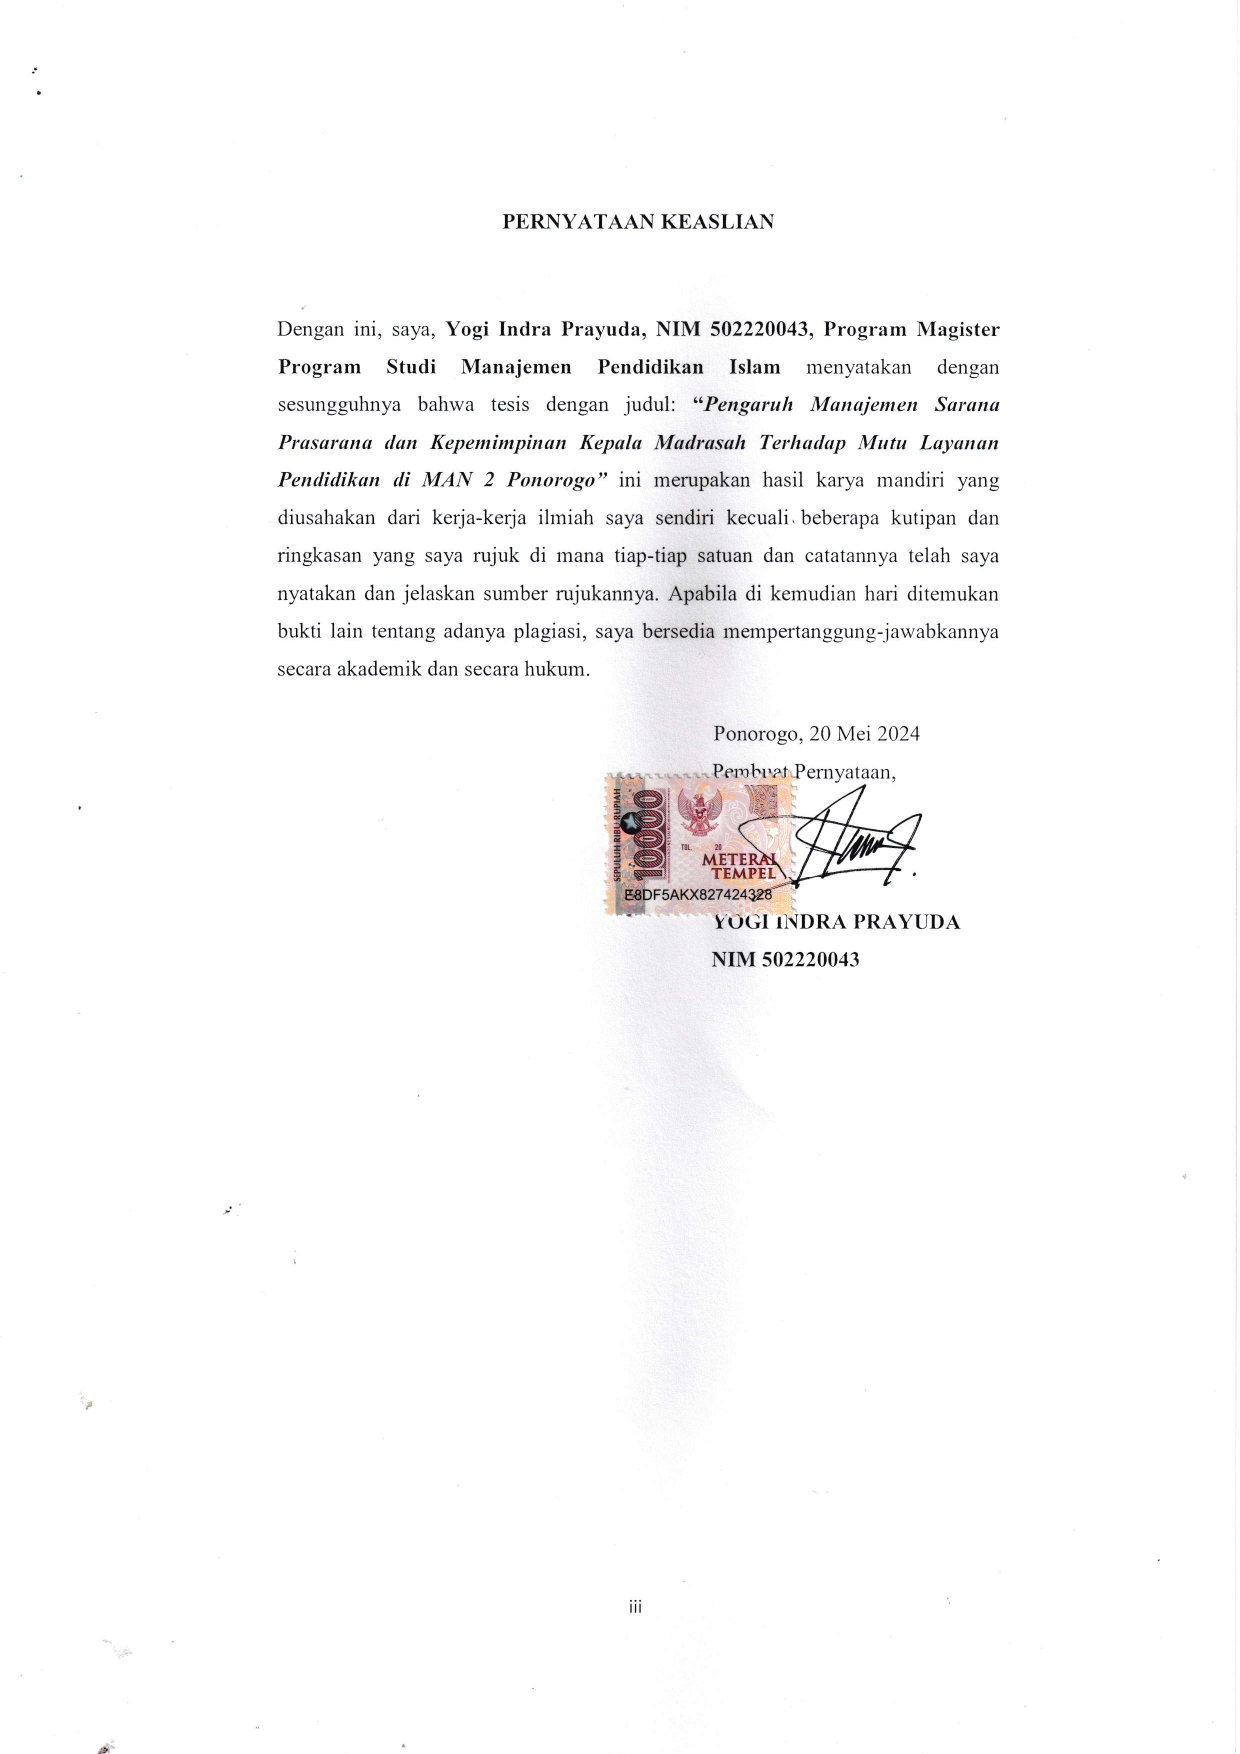 PERNYATAAN KEASLIAN
Dengan ini, saya, Yogi Indra Prayuda, NIM 502220043, Program Magister
Program Studi Manajemen Pendidikan Islam menyatakan dengan
sesungguhnya bahwa tesis dengan judul: “Pengaruh Manajemen Sarana
Prasarana dan Kepemimpinan Kepala Madrasah Terhadap Mutu Layanan
Pendidikan di MAN 2 Ponorogo” ini merupakan hasil karya mandiri yang
diusahakan dari kerja-kerja ilmiah saya sendiri kecuali beberapa kutipan dan
ringkasan yang saya rujuk di mana tiap-tiap satuan dan catatannya telah saya
nyatakan dan jelaskan sumber rujukannya. Apabila di kemudian hari ditemukan
bukti lain tentang adanya plagiasi, saya bersedia mempertanggung-jawabkannya
secara akademik dan secara hukum.
Ponorogo, 20 Mei 2024
Pembuat Pernyataan,
SEPULUH RIBU RUPIAH
10000
TGL. 20
METERAI
TEMPEL
E8DF5AKX827424328
YOGI INDRA PRAYUDA
NIM 502220043
iii